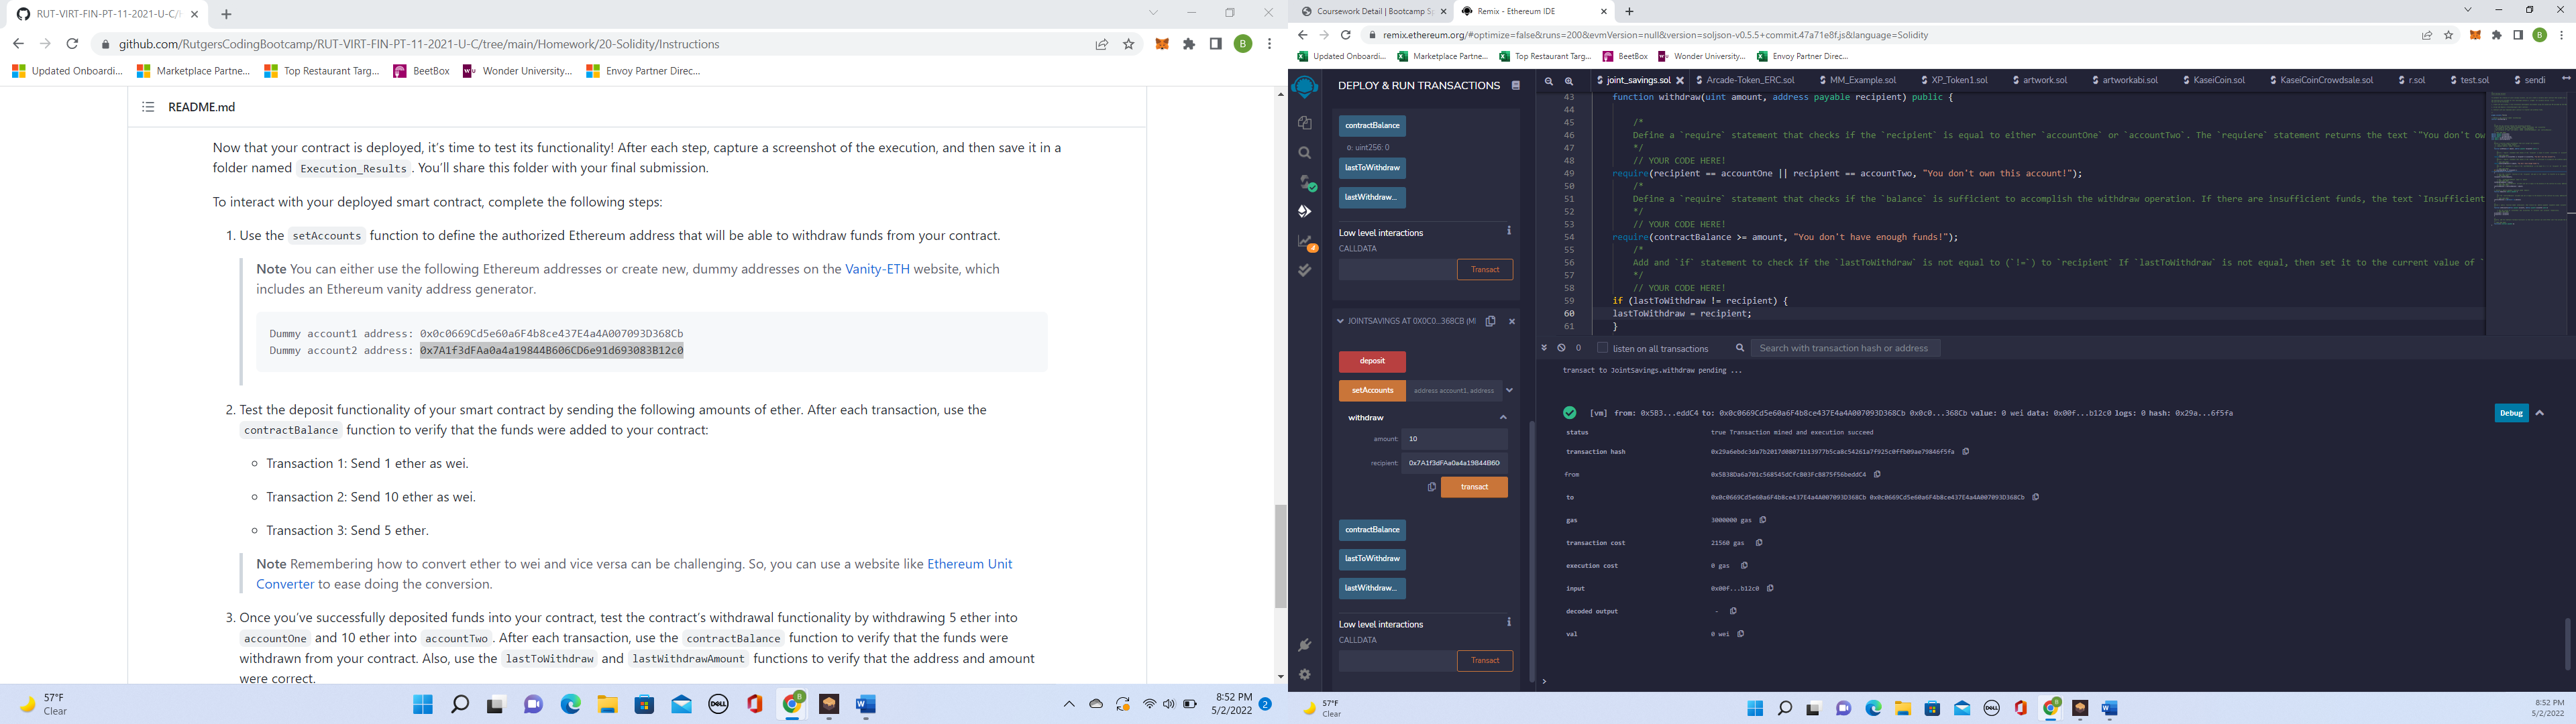 RUT-VIRT-FIN-PT-11-2021-U-C/
github.com/RutgersCodingBootcamp/RUT-VIRT-FIN-PT-11-2021-U-C/tree/main/Homework/20-Solidity/Instructions
B
Updated Onboardi...
Marketplace Partne...
Top Restaurant Targ...
BeetBox
Wonder University...
Envoy Partner Direc...
README.md
Now that your contract is deployed, it's time to test its functionality! After each step, capture a screenshot of the execution, and then save it in a
folder named Execution_Results . You'll share this folder with your final submission.
To interact with your deployed smart contract, complete the following steps:
1. Use the setAccounts function to define the authorized Ethereum address that will be able to withdraw funds from your contract.
Note You can either use the following Ethereum addresses or create new, dummy addresses on the Vanity-ETH website, which
includes an Ethereum vanity address generator.
Dummy account1 address: 0x0c0669Cd5e60a6F4b8ce437E4a4A007093D368Cb
Dummy account2 address: 0x7A1f3dFAa0a4a19844B606CD6e91d693083B12c0
2. Test the deposit functionality of your smart contract by sending the following amounts of ether. After each transaction, use the
contractBalance function to verify that the funds were added to your contract:
Transaction 1: Send 1 ether as wei.
Transaction 2: Send 10 ether as wei.
Transaction 3: Send 5 ether.
Note Remembering how to convert ether to wei and vice versa can be challenging. So, you can use a website like Ethereum Unit
Converter to ease doing the conversion.
3. Once you've successfully deposited funds into your contract, test the contract's withdrawal functionality by withdrawing 5 ether into
accountOne and 10 ether into accountTwo . After each transaction, use the contractBalance function to verify that the funds were
withdrawn from your contract. Also, use the lastToWithdraw and lastWithdrawAmount functions to verify that the address and amount
were correct.
57°F
Clear
8:52 PM
5/2/2022
2
Coursework Detail | Bootcamp Sp
Remix - Ethereum IDE
remix.ethereum.org/#optimize=false&runs=200&evmVersion=null&version=soljson-v0.5.5+commit.47a71e8f.js&language=Solidity
B
Updated Onboardi...
Marketplace Partne...
Top Restaurant Targ...
BeetBox
Wonder University...
Envoy Partner Direc...
DEPLOY & RUN TRANSACTIONS
contractBalance
0: uint256: 0
lastToWithdraw
lastWithdraw...
Low level interactions
CALLDATA
Transact
JOINTSAVINGS AT 0X0C0...368CB (ME
deposit
setAccounts
address account1, address
withdraw
amount:
10
recipient:
0x7A1f3dFAa0a4a19844B60
transact
contractBalance
lastToWithdraw
lastWithdraw...
Low level interactions
CALLDATA
Transact
4
joint_savings.sol
Arcade-Token_ERC.sol
MM_Example.sol
XP_Token1.sol
artwork.sol
artworkabi.sol
KaseiCoin.sol
KaseiCoinCrowdsale.sol
r.sol
test.sol
sendi
43 function withdraw(uint amount, address payable recipient) public {
44
45 /*
46 Define a `require` statement that checks if the `recipient` is equal to either `accountOne` or `accountTwo`. The `requiere` statement returns the text `"You don't ow
47 */
48 // YOUR CODE HERE!
49 require(recipient == accountOne || recipient == accountTwo, "You don't own this account!");
50 /*
51 Define a `require` statement that checks if the `balance` is sufficient to accomplish the withdraw operation. If there are insufficient funds, the text `Insufficient
52 */
53 // YOUR CODE HERE!
54 require(contractBalance >= amount, "You don't have enough funds!");
55 /*
56 Add and `if` statement to check if the `lastToWithdraw` is not equal to (`!=`) to `recipient` If `lastToWithdraw` is not equal, then set it to the current value of `
57 */
58 // YOUR CODE HERE!
59 if (lastToWithdraw != recipient) {
60 lastToWithdraw = recipient;
61 }
0
listen on all transactions
Search with transaction hash or address
transact to JointSavings.withdraw pending ...
[vm] from: 0x5B3...eddC4 to: 0x0c0669Cd5e60a6F4b8ce437E4a4A007093D368Cb 0x0c0...368Cb value: 0 wei data: 0x00f...b12c0 logs: 0 hash: 0x29a...6f5fa
Debug
status true Transaction mined and execution succeed
transaction hash
from 0x5B38Da6a701c568545dCfcB03FcB875f56beddC4
to 0x0c0669Cd5e60a6F4b8ce437E4a4A007093D368Cb 0x0c0669Cd5e60a6F4b8ce437E4a4A007093D368Cb
gas 3000000 gas
transaction cost 21560 gas
execution cost 0 gas
input 0x00f...b12c0
decoded output -
val 0 wei
>
57°F
Clear
8:52 PM
5/2/2022